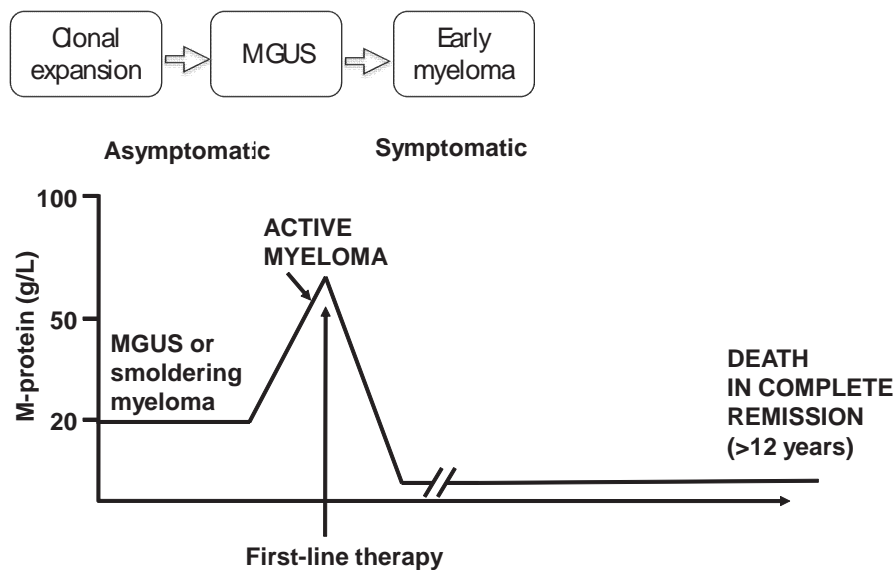 Clonal
expansion
MGUS
Early
myeloma
Asymptomatic
Symptomatic
M-protein (g/L)
100
50
20
ACTIVE
MYELOMA
MGUS or
smoldering
myeloma
DEATH
IN COMPLETE
REMISSION
(>12 years)
First-line therapy